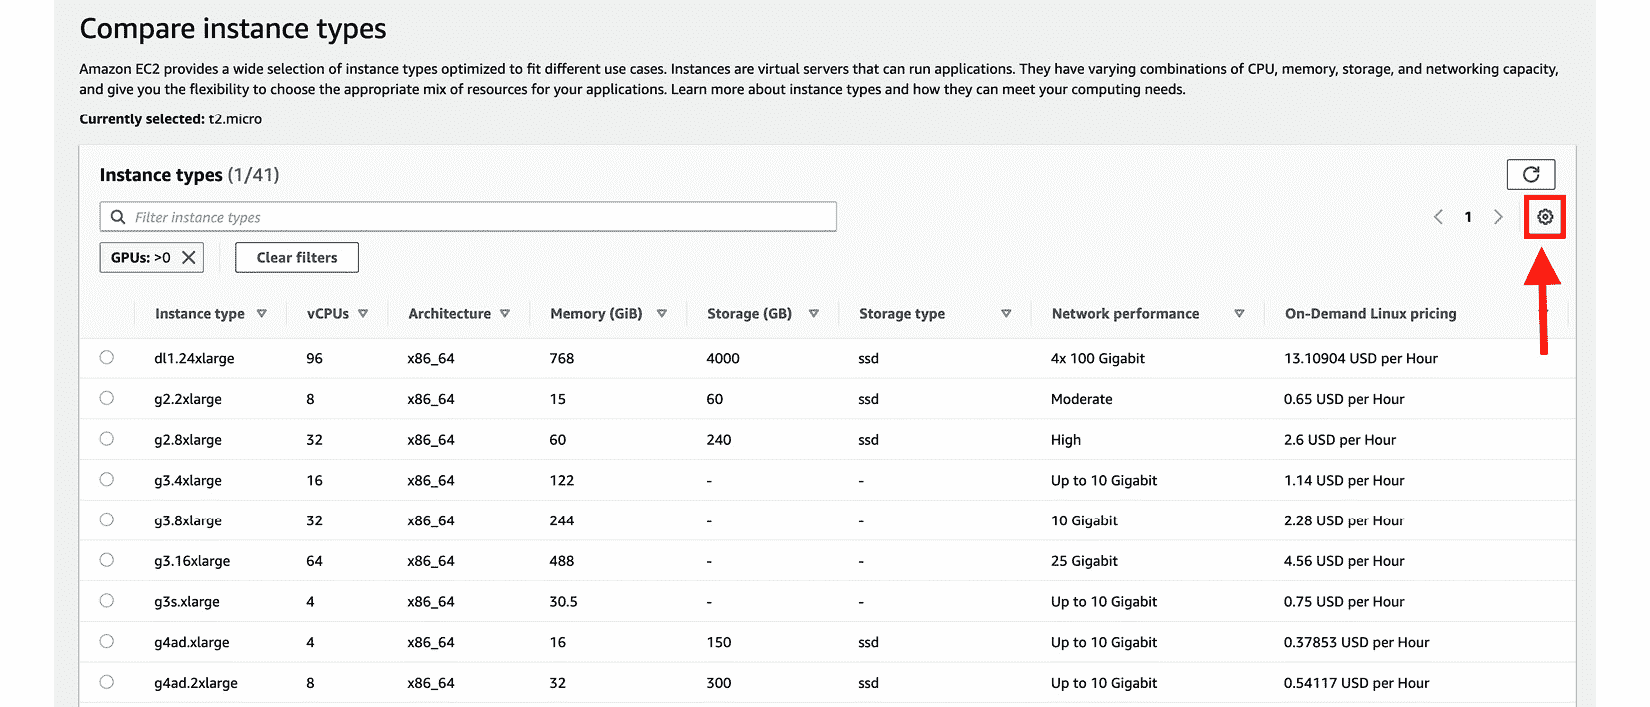 Compare instance types
Amazon EC2 provides a wide selection of instance types optimized to fit different use cases. Instances are virtual servers that can run applications. They have varying combinations of CPU, memory, storage, and networking capacity,
and give you the flexibility to choose the appropriate mix of resources for your applications. Learn more about instance types and how they can meet your computing needs.
Currently selected: t2.micro
Instance types (1/41)
Filter instance types
1
GPUs: >0
Clear filters
Instance type vCPUs Architecture Memory (GiB) Storage (GB) Storage type Network performance On-Demand Linux pricing
dl1.24xlarge 96 x86_64 768 4000 ssd 4x 100 Gigabit 13.10904 USD per Hour
g2.2xlarge 8 x86_64 15 60 ssd Moderate 0.65 USD per Hour
g2.8xlarge 32 x86_64 60 240 ssd High 2.6 USD per Hour
g3.4xlarge 16 x86_64 122 - - Up to 10 Gigabit 1.14 USD per Hour
g3.8xlarge 32 x86_64 244 - - 10 Gigabit 2.28 USD per Hour
g3.16xlarge 64 x86_64 488 - - 25 Gigabit 4.56 USD per Hour
g3s.xlarge 4 x86_64 30.5 - - Up to 10 Gigabit 0.75 USD per Hour
g4ad.xlarge 4 x86_64 16 150 ssd Up to 10 Gigabit 0.37853 USD per Hour
g4ad.2xlarge 8 x86_64 32 300 ssd Up to 10 Gigabit 0.54117 USD per Hour